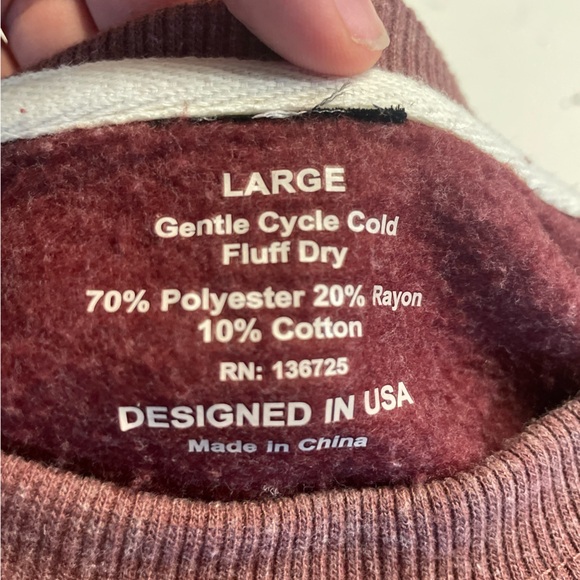 LARGE
Gentle Cycle Cold
Fluff Dry
70% Polyester 20% Rayon
10% Cotton
RN: 136725
DESIGNED IN USA
Made in China